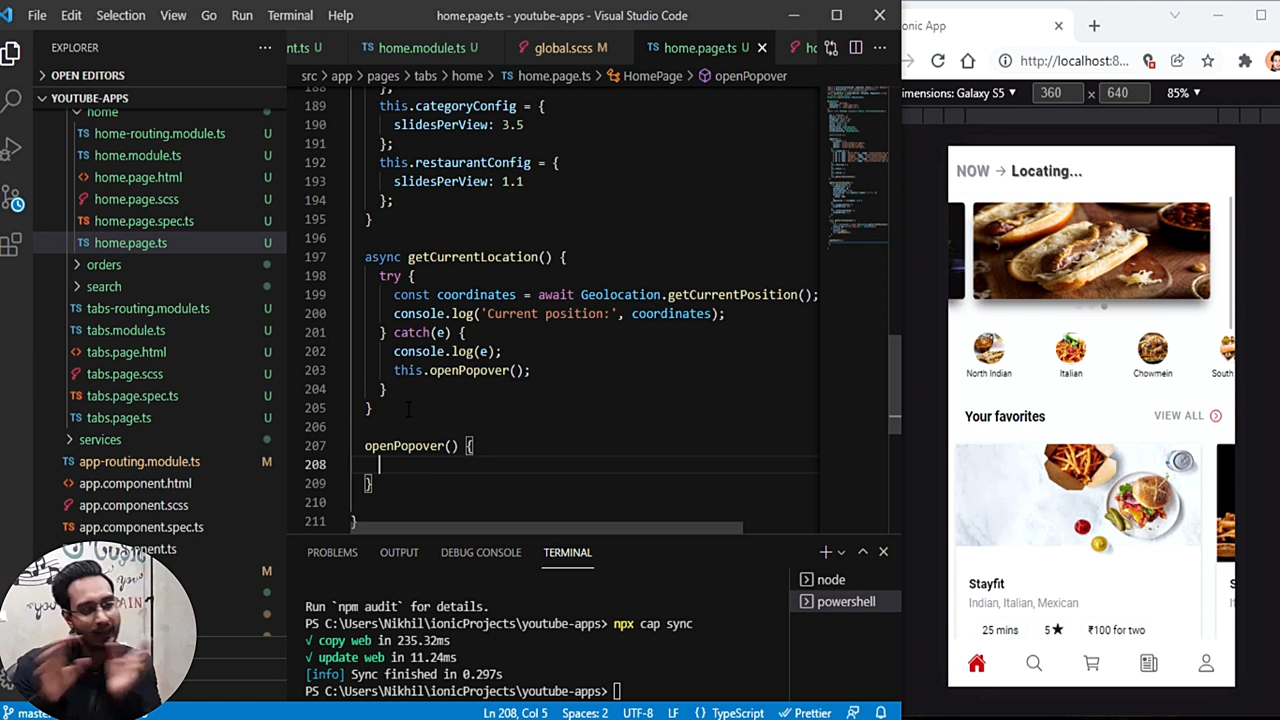 File Edit Selection View Go Run Terminal Help
home.page.ts - youtube-apps - Visual Studio Code
EXPLORER
OPEN EDITORS
YOUTUBE-APPS
home
home-routing.module.ts U
home.module.ts U
home.page.html U
home.page.scss U
home.page.spec.ts U
home.page.ts U
orders
search
tabs-routing.module.ts U
tabs.module.ts U
tabs.page.html U
tabs.page.scss U
tabs.page.spec.ts U
tabs.page.ts U
services
app-routing.module.ts M
app.component.html U
app.component.scss U
app.component.spec.ts U
M
nt.ts U
home.module.ts U
global.scss M
home.page.ts U
src > app > pages > tabs > home > home.page.ts > HomePage > openPopover
188 };
189 this.categoryConfig = {
190 slidesPerView: 3.5
191 };
192 this.restaurantConfig = {
193 slidesPerView: 1.1
194 };
195 }
196
197 async getCurrentLocation() {
198 try {
199 const coordinates = await Geolocation.getCurrentPosition();
200 console.log('Current position:', coordinates);
201 } catch(e) {
202 console.log(e);
203 this.openPopover();
204 }
205 }
206
207 openPopover() {
208
209 }
210
211 }
PROBLEMS OUTPUT DEBUG CONSOLE TERMINAL
node
powershell
Run `npm audit` for details.
PS C:\Users\Nikhil\ionicProjects\youtube-apps> npx cap sync
√ copy web in 235.32ms
√ update web in 11.24ms
[info] Sync finished in 0.297s
PS C:\Users\Nikhil\ionicProjects\youtube-apps>
Ln 208, Col 5 Spaces: 2 UTF-8 LF {} TypeScript Prettier
onic App
http://localhost:8...
imensions: Galaxy S5 360 × 640 85%
NOW → Locating...
North Indian Italian Chowmein South
Your favorites VIEW ALL
Stayfit
Indian, Italian, Mexican
25 mins 5★ ₹100 for two